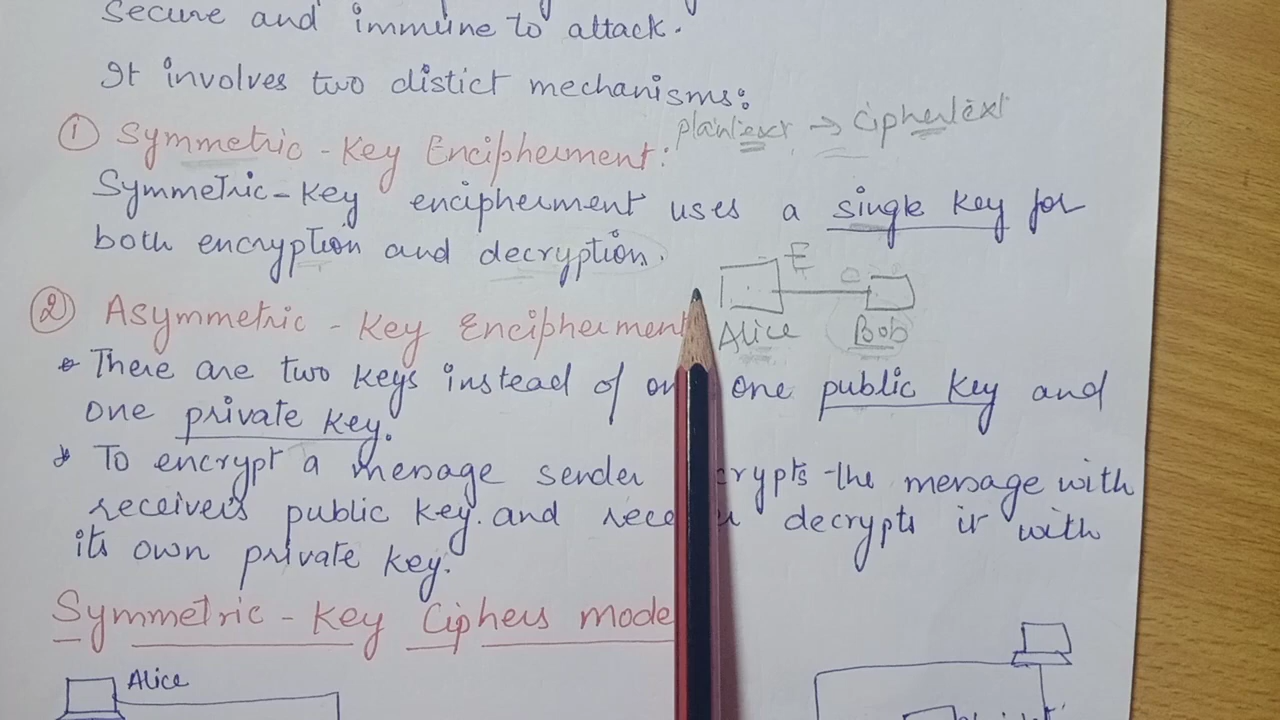 Secure and immune to attack.
It involves two distict mechanisms:
plaintext → Ciphertext
① Symmetric - Key Encipherment:
Symmetric-Key encipherment uses a single key for
both encryption and decryption.
E
Alice Bob
② Asymmetric - Key Encipherment
* There are two keys instead of one public key and
one private key.
* To encrypt a message sender the message with
receiver's public key. and decrypts it with
its own private key.
Symmetric - Key Ciphers
Alice